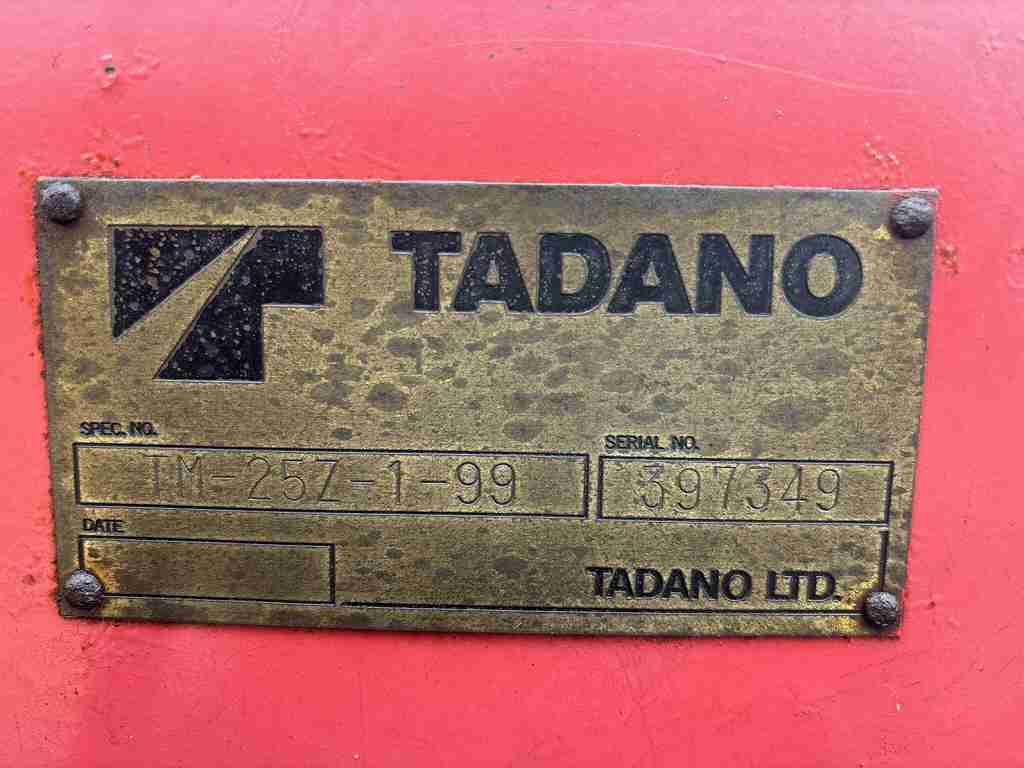 TADANO
SPEC. NO.
TM-25Z-1-99
SERIAL NO.
397349
DATE
TADANO LTD.